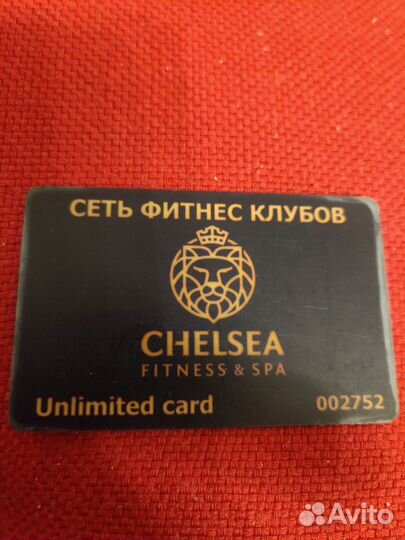 СЕТЬ ФИТНЕС КЛУБОВ
CHELSEA
FITNESS & SPA
Unlimited card 002752
Avito